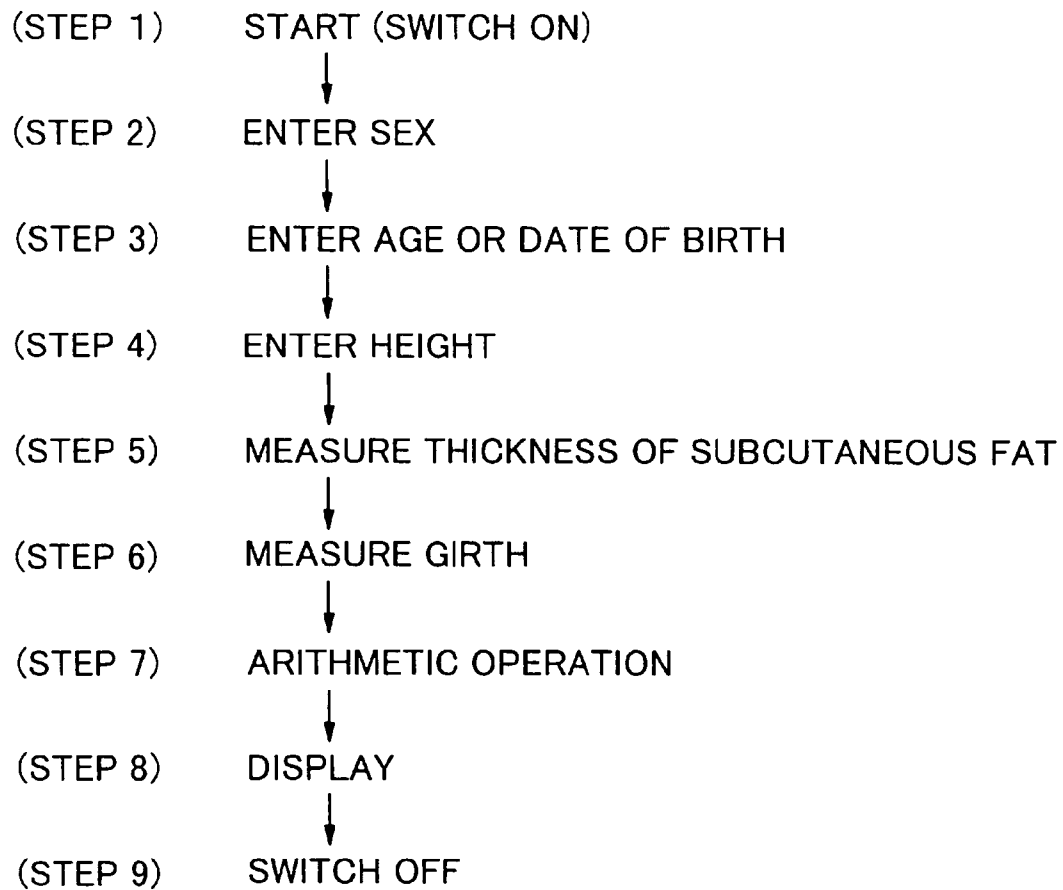 (STEP 1) START (SWITCH ON)
(STEP 2) ENTER SEX
(STEP 3) ENTER AGE OR DATE OF BIRTH
(STEP 4) ENTER HEIGHT
(STEP 5) MEASURE THICKNESS OF SUBCUTANEOUS FAT
(STEP 6) MEASURE GIRTH
(STEP 7) ARITHMETIC OPERATION
(STEP 8) DISPLAY
(STEP 9) SWITCH OFF